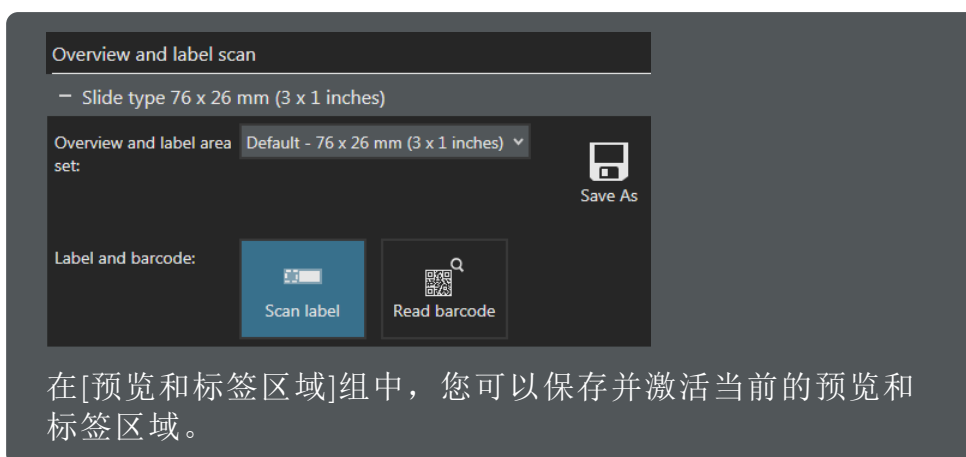 Overview and label scan
− Slide type 76 x 26 mm (3 x 1 inches)
Overview and label area set:
Default - 76 x 26 mm (3 x 1 inches)
Save As
Label and barcode:
Scan label
Read barcode
在[预览和标签区域]组中，您可以保存并激活当前的预览和
标签区域。